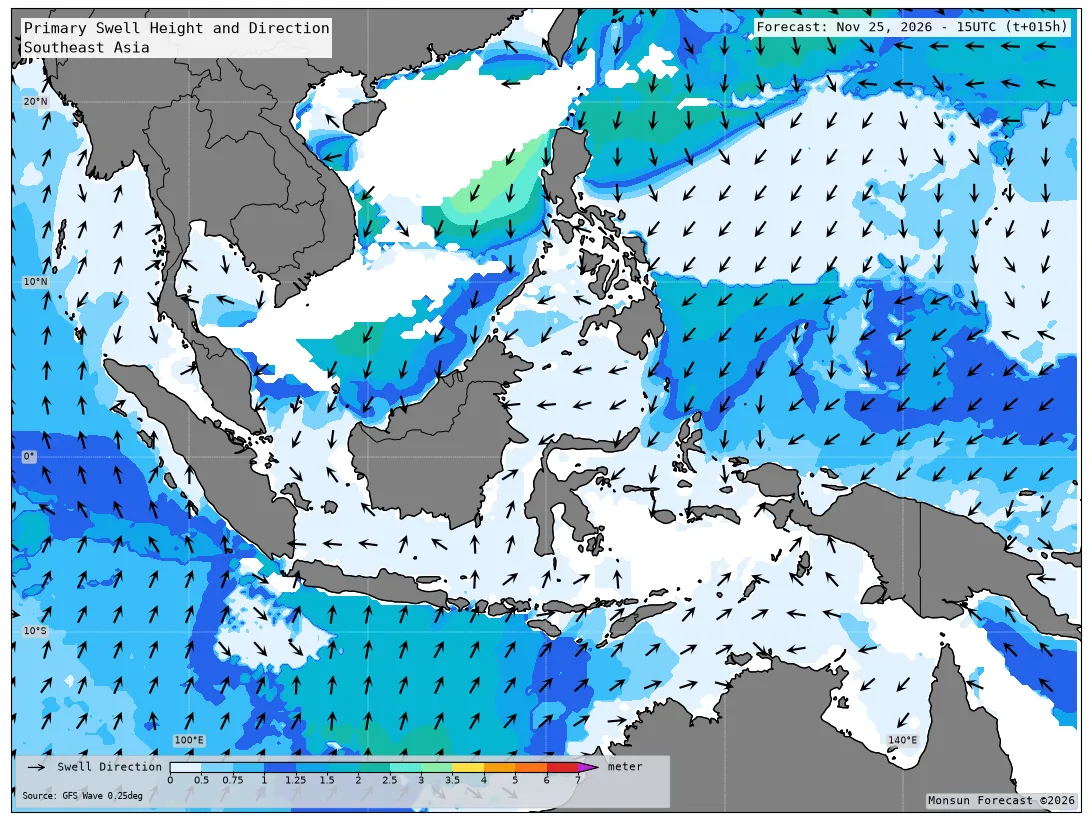 Primary Swell Height and Direction
Southeast Asia
Forecast: Nov 25, 2026 - 15UTC (t+015h)
20°N
10°N
0°
10°S
100°E
140°E
Swell Direction
0 0.5 0.75 1 1.25 1.5 2 2.5 3 3.5 4 5 6 7
meter
Source: GFS Wave 0.25deg
Monsun Forecast ©2026